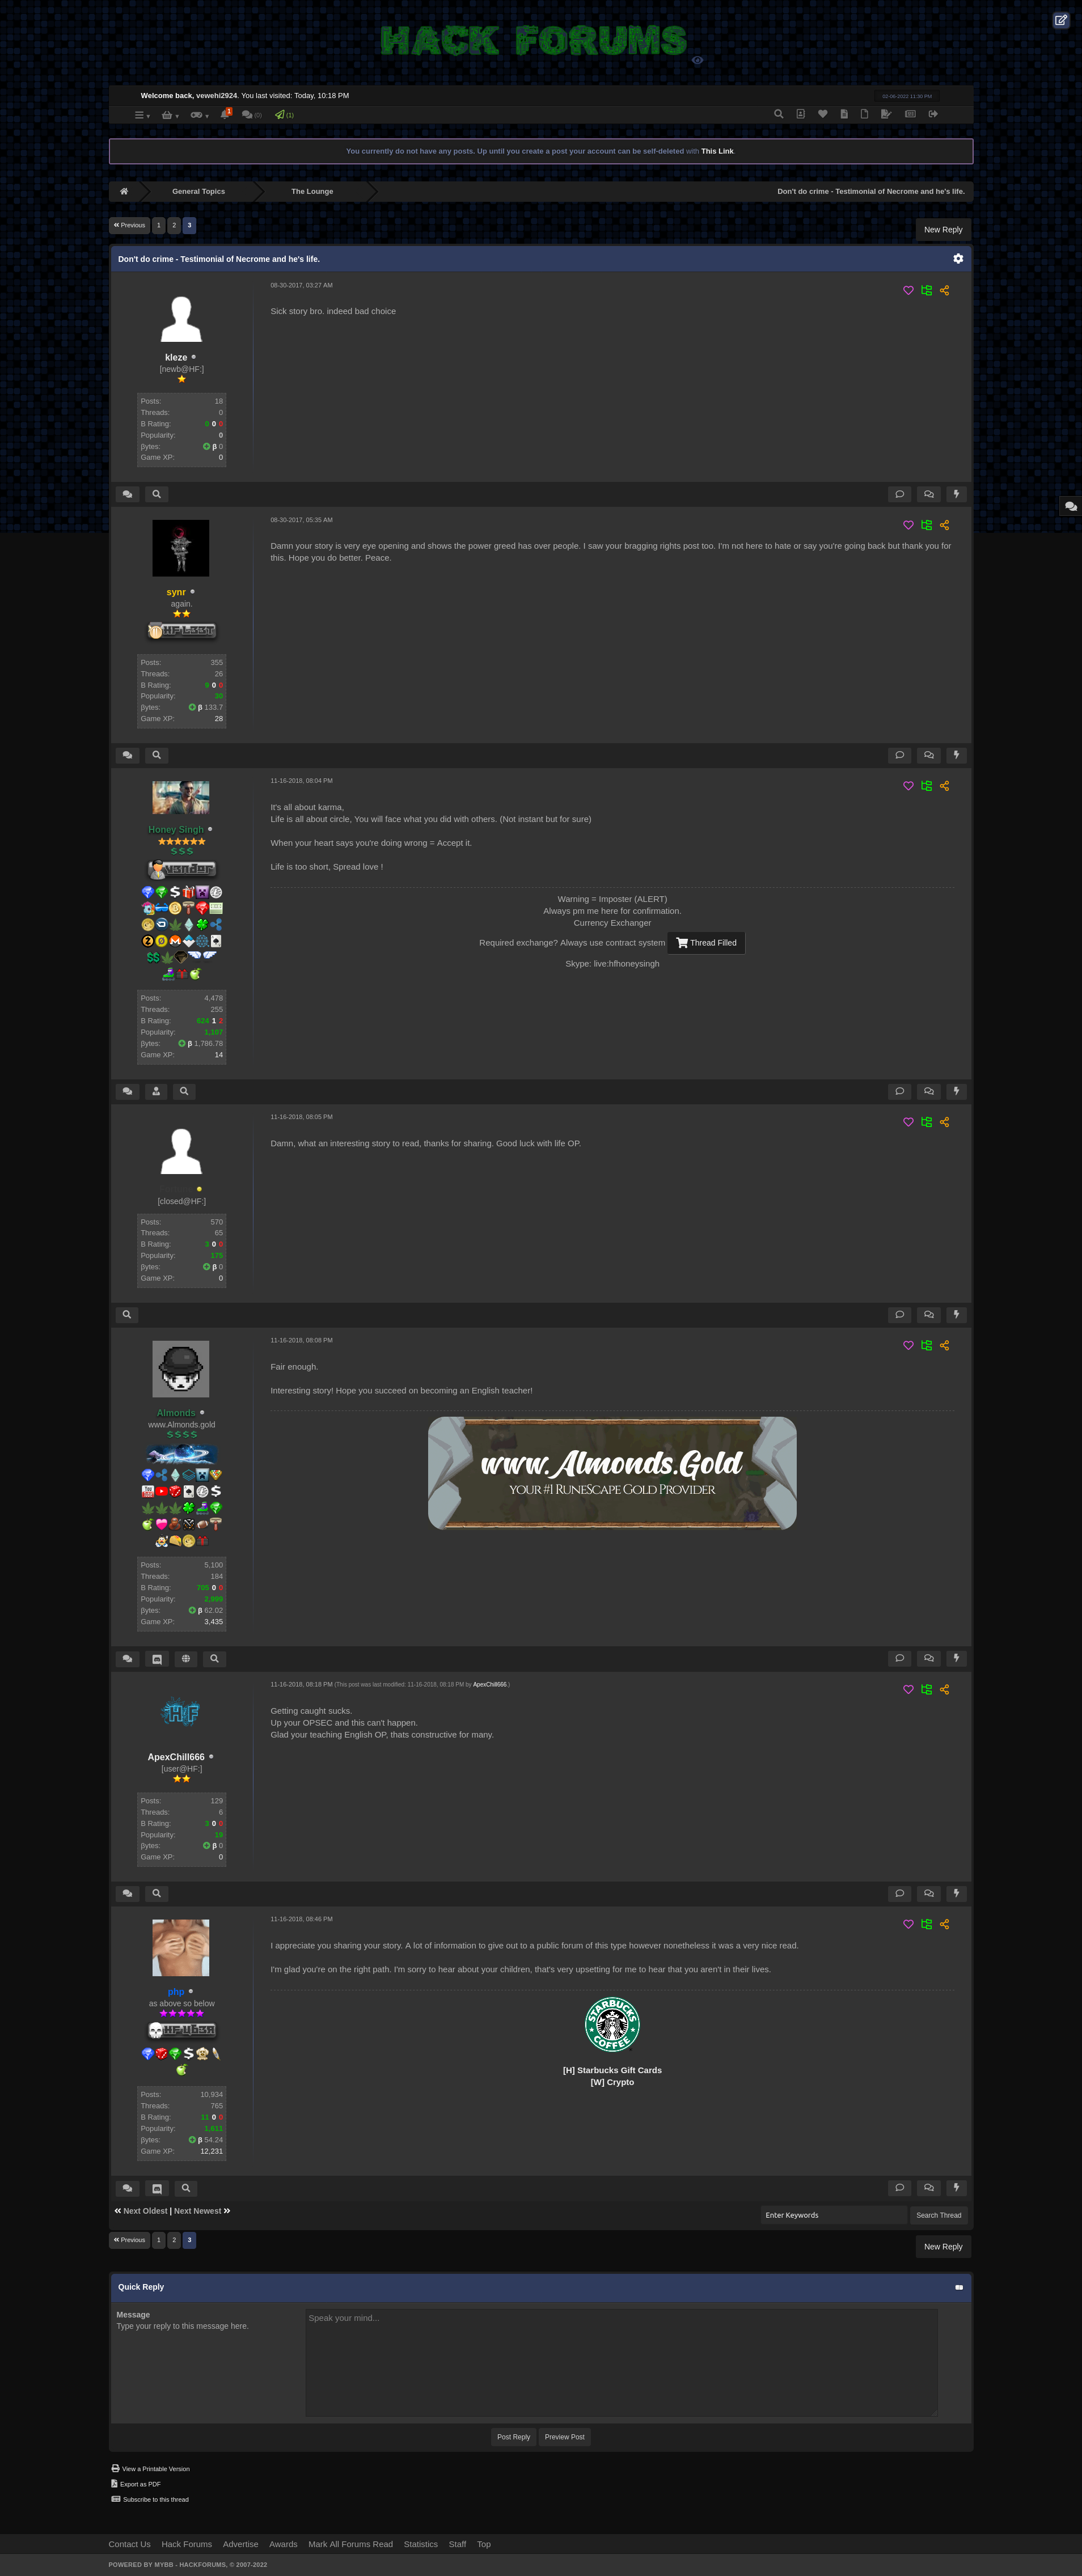 HACK FORUMS
Welcome back, vewehi2924. You last visited: Today, 10:18 PM
02-06-2022 11:30 PM
1
(0)
(1)
You currently do not have any posts. Up until you create a post your account can be self-deleted with This Link.
General Topics
The Lounge
Don't do crime - Testimonial of Necrome and he's life.
Previous 1 2 3
New Reply
Don't do crime - Testimonial of Necrome and he's life.
08-30-2017, 03:27 AM
Sick story bro. indeed bad choice
kleze
[newb@HF:]
Posts: 18
Threads: 0
B Rating: 0 0 0
Popularity: 0
βytes: β 0
Game XP: 0
08-30-2017, 05:35 AM
Damn your story is very eye opening and shows the power greed has over people. I saw your bragging rights post too. I'm not here to hate or say you're going back but thank you for
this. Hope you do better. Peace.
synr
again.
HF L33T
Posts: 355
Threads: 26
B Rating: 9 0 0
Popularity: 30
βytes: β 133.7
Game XP: 28
11-16-2018, 08:04 PM
It's all about karma,
Life is all about circle, You will face what you did with others. (Not instant but for sure)
When your heart says you're doing wrong = Accept it.
Life is too short, Spread love !
Warning = Imposter (ALERT)
Always pm me here for confirmation.
Currency Exchanger
Required exchange? Always use contract system Thread Filled
Skype: live:hfhoneysingh
Honey Singh
V3nd0r
Posts: 4,478
Threads: 255
B Rating: 624 1 2
Popularity: 1,107
βytes: β 1,786.78
Game XP: 14
11-16-2018, 08:05 PM
Damn, what an interesting story to read, thanks for sharing. Good luck with life OP.
[closed@HF:]
Posts: 570
Threads: 65
B Rating: 3 0 0
Popularity: 175
βytes: β 0
Game XP: 0
11-16-2018, 08:08 PM
Fair enough.
Interesting story! Hope you succeed on becoming an English teacher!
www.Almonds.Gold
YOUR #1 RUNESCAPE GOLD PROVIDER
Almonds
www.Almonds.gold
Posts: 5,100
Threads: 184
B Rating: 705 0 0
Popularity: 2,999
βytes: β 62.02
Game XP: 3,435
11-16-2018, 08:18 PM (This post was last modified: 11-16-2018, 08:18 PM by ApexChill666.)
Getting caught sucks.
Up your OPSEC and this can't happen.
Glad your teaching English OP, thats constructive for many.
HF
ApexChill666
[user@HF:]
Posts: 129
Threads: 6
B Rating: 3 0 0
Popularity: 18
βytes: β 0
Game XP: 0
11-16-2018, 08:46 PM
I appreciate you sharing your story. A lot of information to give out to a public forum of this type however nonetheless it was a very nice read.
I'm glad you're on the right path. I'm sorry to hear about your children, that's very upsetting for me to hear that you aren't in their lives.
STARBUCKS COFFEE
[H] Starbucks Gift Cards
[W] Crypto
php
as above so below
HF Ub3R
Posts: 10,934
Threads: 765
B Rating: 11 0 0
Popularity: 1,611
βytes: β 54.24
Game XP: 12,231
Next Oldest | Next Newest
Enter Keywords
Search Thread
Previous 1 2 3
New Reply
Quick Reply
Message
Type your reply to this message here.
Speak your mind...
Post Reply
Preview Post
View a Printable Version
Export as PDF
Subscribe to this thread
Contact Us Hack Forums Advertise Awards Mark All Forums Read Statistics Staff Top
POWERED BY MYBB - HACKFORUMS, © 2007-2022